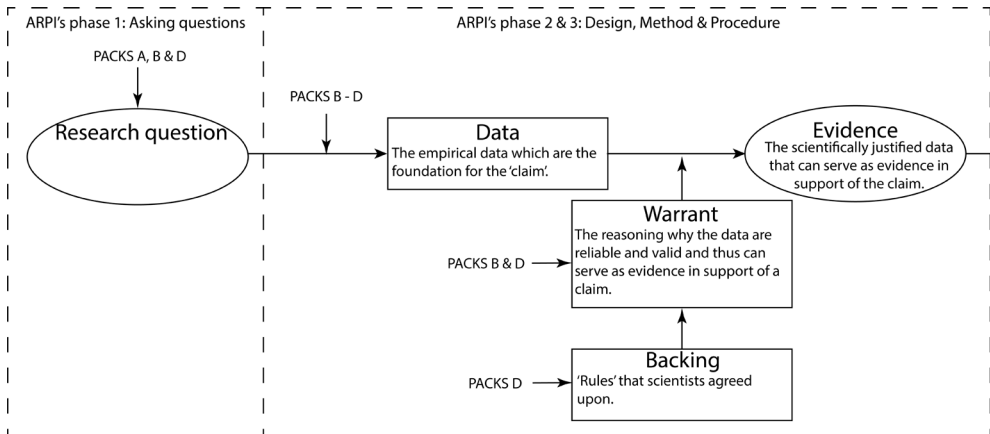 ARPI's phase 1: Asking questions
ARPI's phase 2 & 3: Design, Method & Procedure
PACKS A, B & D
Research question
PACKS B - D
Data
The empirical data which are the
foundation for the 'claim'.
Evidence
The scientifically justified data
that can serve as evidence in
support of the claim.
Warrant
The reasoning why the data are
reliable and valid and thus can
serve as evidence in support of a
claim.
PACKS B & D
Backing
'Rules' that scientists agreed
upon.
PACKS D